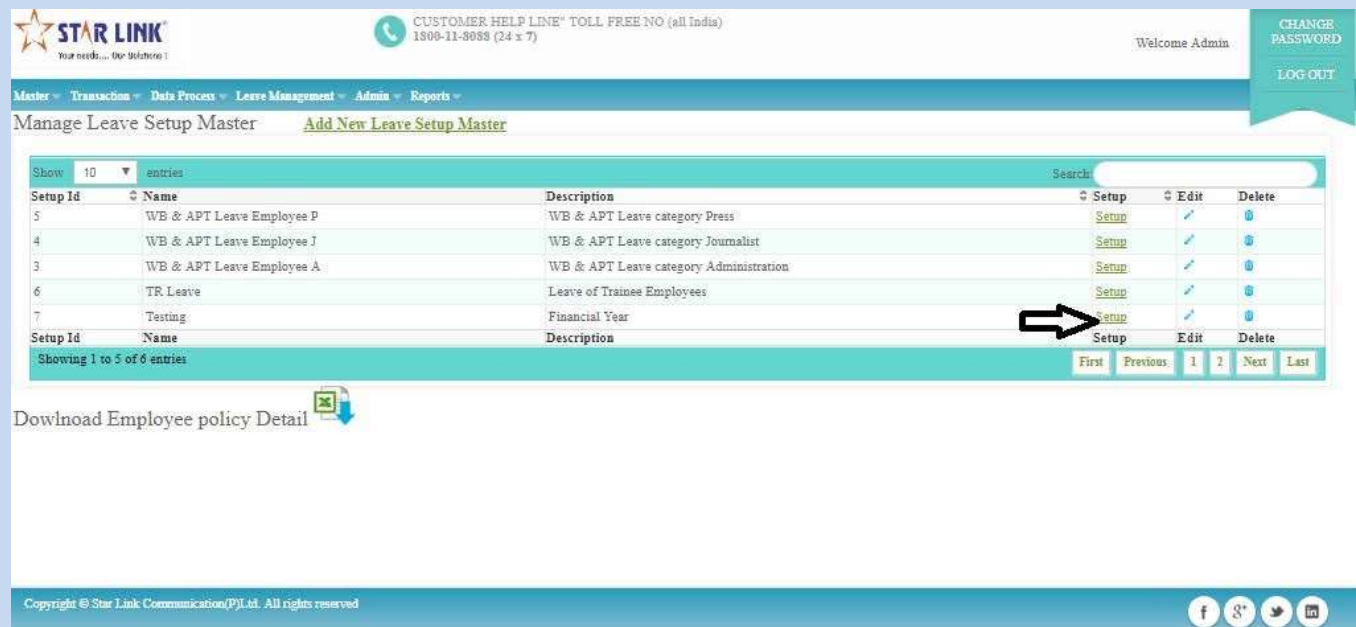 STAR LINK
Your needs.... Our Solutions !
CUSTOMER HELP LINE" TOLL FREE NO (all India)
1800-11-8088 (24 x 7)
Welcome Admin
CHANGE
PASSWORD
LOG OUT
Master Transaction Data Process Leave Management Admin Reports
Manage Leave Setup Master Add New Leave Setup Master
Show 10 entries Search:
Setup Id Name Description Setup Edit Delete
5 WB & APT Leave Employee P WB & APT Leave category Press Setup
4 WB & APT Leave Employee J WB & APT Leave category Journalist Setup
3 WB & APT Leave Employee A WB & APT Leave category Administration Setup
6 TR Leave Leave of Trainee Employees Setup
7 Testing Financial Year Setup
Setup Id Name Description Setup Edit Delete
Showing 1 to 5 of 6 entries First Previous 1 2 Next Last
Dowlnoad Employee policy Detail
Copyright © Star Link Communication(P)Ltd. All rights reserved